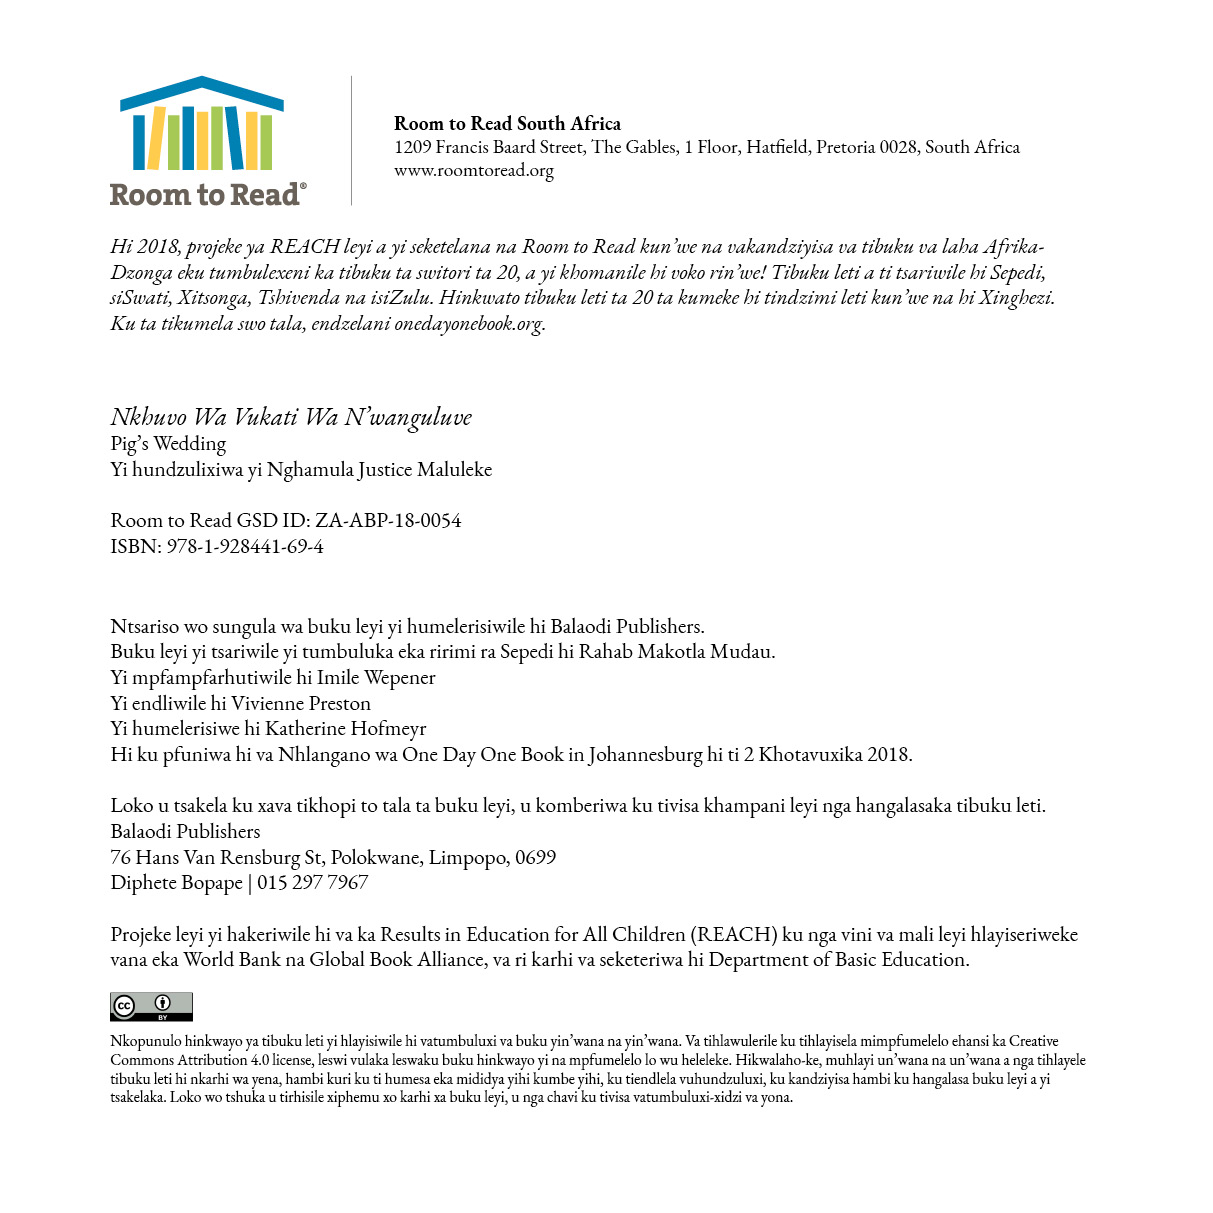 Room to Read®
Room to Read South Africa
1209 Francis Baard Street, The Gables, 1 Floor, Hatfield, Pretoria 0028, South Africa
www.roomtoread.org
Hi 2018, projeke ya REACH leyi a yi seketelana na Room to Read kun’we na vakandziyisa va tibuku va laha Afrika-
Dzonga eku tumbulexeni ka tibuku ta switori ta 20, a yi khomanile hi voko rin’we! Tibuku leti a ti tsariwile hi Sepedi,
siSwati, Xitsonga, Tshivenda na isiZulu. Hinkwato tibuku leti ta 20 ta kumeke hi tindzimi leti kun’we na hi Xinghezi.
Ku ta tikumela swo tala, endzelani onedayonebook.org.
Nkhuvo Wa Vukati Wa N’wanguluve
Pig’s Wedding
Yi hundzulixiwa yi Nghamula Justice Maluleke
Room to Read GSD ID: ZA-ABP-18-0054
ISBN: 978-1-928441-69-4
Ntsariso wo sungula wa buku leyi yi humelerisiwile hi Balaodi Publishers.
Buku leyi yi tsariwile yi tumbuluka eka ririmi ra Sepedi hi Rahab Makotla Mudau.
Yi mpfampfarhutiwile hi Imile Wepener
Yi endliwile hi Vivienne Preston
Yi humelerisiwe hi Katherine Hofmeyr
Hi ku pfuniwa hi va Nhlangano wa One Day One Book in Johannesburg hi ti 2 Khotavuxika 2018.
Loko u tsakela ku xava tikhopi to tala ta buku leyi, u komberiwa ku tivisa khampani leyi nga hangalasaka tibuku leti.
Balaodi Publishers
76 Hans Van Rensburg St, Polokwane, Limpopo, 0699
Diphete Bopape | 015 297 7967
Projeke leyi yi hakeriwile hi va ka Results in Education for All Children (REACH) ku nga vini va mali leyi hlayiseriweke
vana eka World Bank na Global Book Alliance, va ri karhi va seketeriwa hi Department of Basic Education.
cc BY
Nkopunulo hinkwayo ya tibuku leti yi hlayisiwile hi vatumbuluxi va buku yin’wana na yin’wana. Va tihlawulerile ku tihlayisela mimpfumelelo ehansi ka Creative
Commons Attribution 4.0 license, leswi vulaka leswaku buku hinkwayo yi na mpfumelelo lo wu heleleke. Hikwalaho-ke, muhlayi un’wana na un’wana a nga tihlayele
tibuku leti hi nkarhi wa yena, hambi kuri ku ti humesa eka mididya yihi kumbe yihi, ku tiendlela vuhundzuluxi, ku kandziyisa hambi ku hangalasa buku leyi a yi
tsakelaka. Loko wo tshuka u tirhisile xiphemu xo karhi xa buku leyi, u nga chavi ku tivisa vatumbuluxi-xidzi va yona.